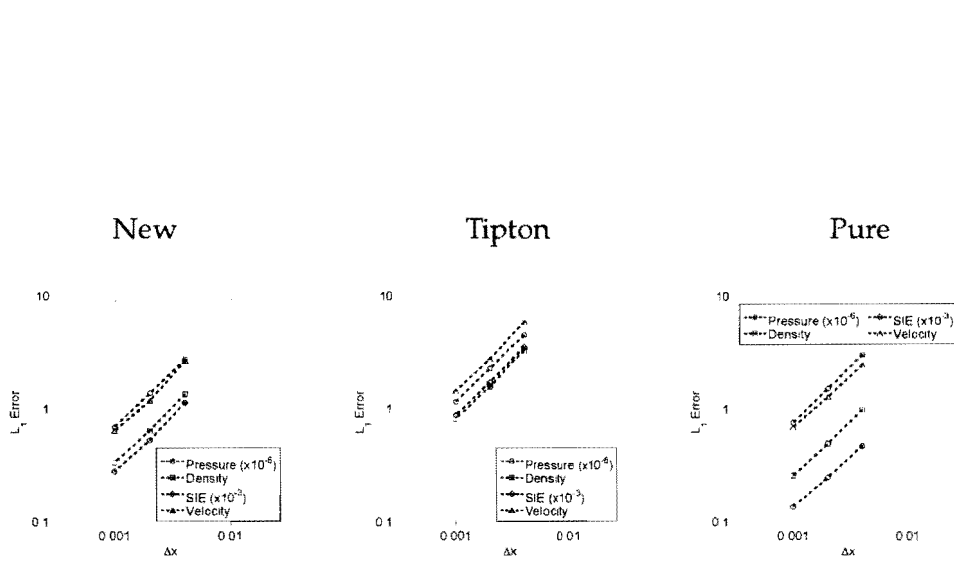 New
10
1
0.1
L1 Error
0.001
0.01
Δx
Pressure (x10-6)
Density
SIE (x10-3)
Velocity
Tipton
10
1
0.1
L1 Error
0.001
0.01
Δx
Pressure (x10-6)
Density
SIE (x10-3)
Velocity
Pure
10
1
0.1
L1 Error
0.001
0.01
Δx
Pressure (x10-6) SIE (x10-3)
Density Velocity